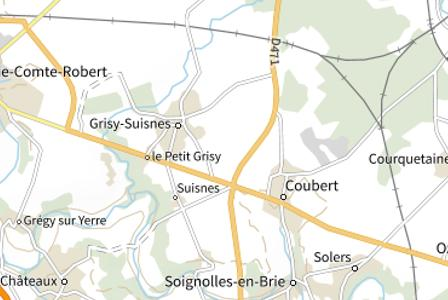 D471
e-Comte-Robert
Grisy-Suisnes
le Petit Grisy
Courquetaine
Suisnes
Coubert
Grégy sur Yerre
Solers
Châteaux
Soignolles-en-Brie